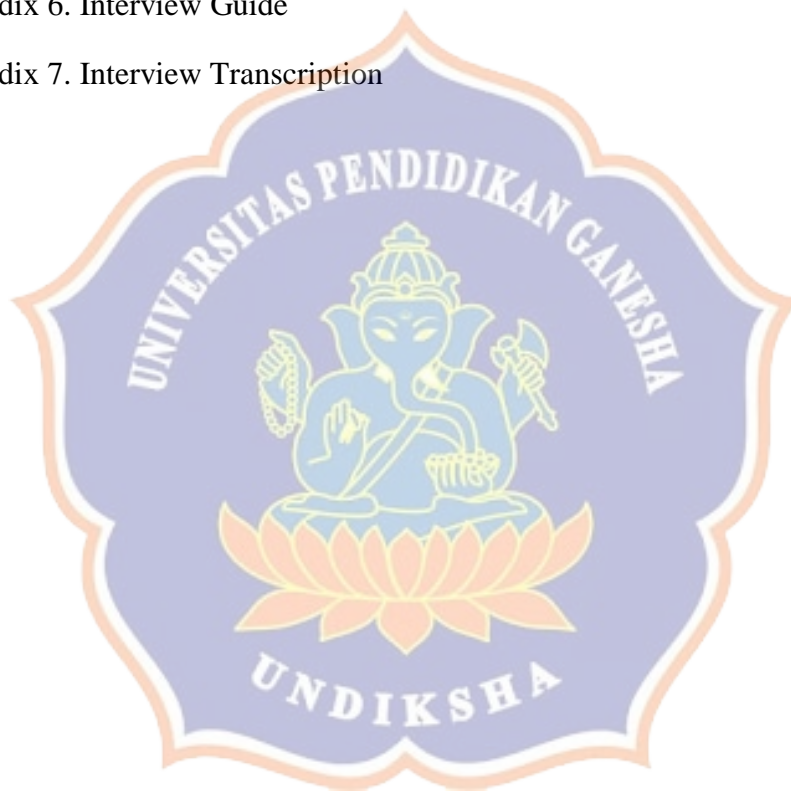 dix 6. Interview Guide
dix 7. Interview Transcription
UNIVERSITAS PENDIDIKAN GANESHA
UNDIKSHA